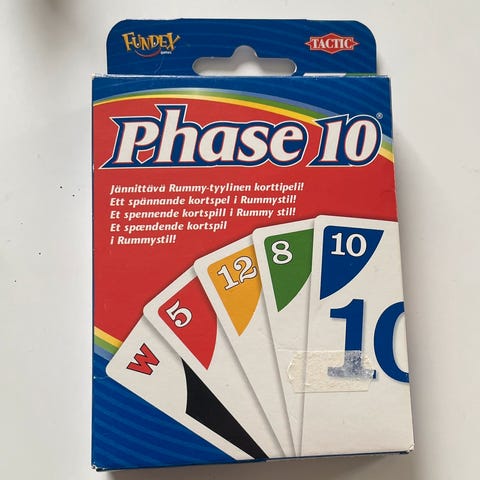 FUNDEX
games
TACTIC
Phase 10®
Jännittävä Rummy-tyylinen korttipeli!
Ett spännande kortspel i Rummystil!
Et spennende kortspill i Rummy stil!
Et spændende kortspil
i Rummystil!
W
5
12
8
10
10